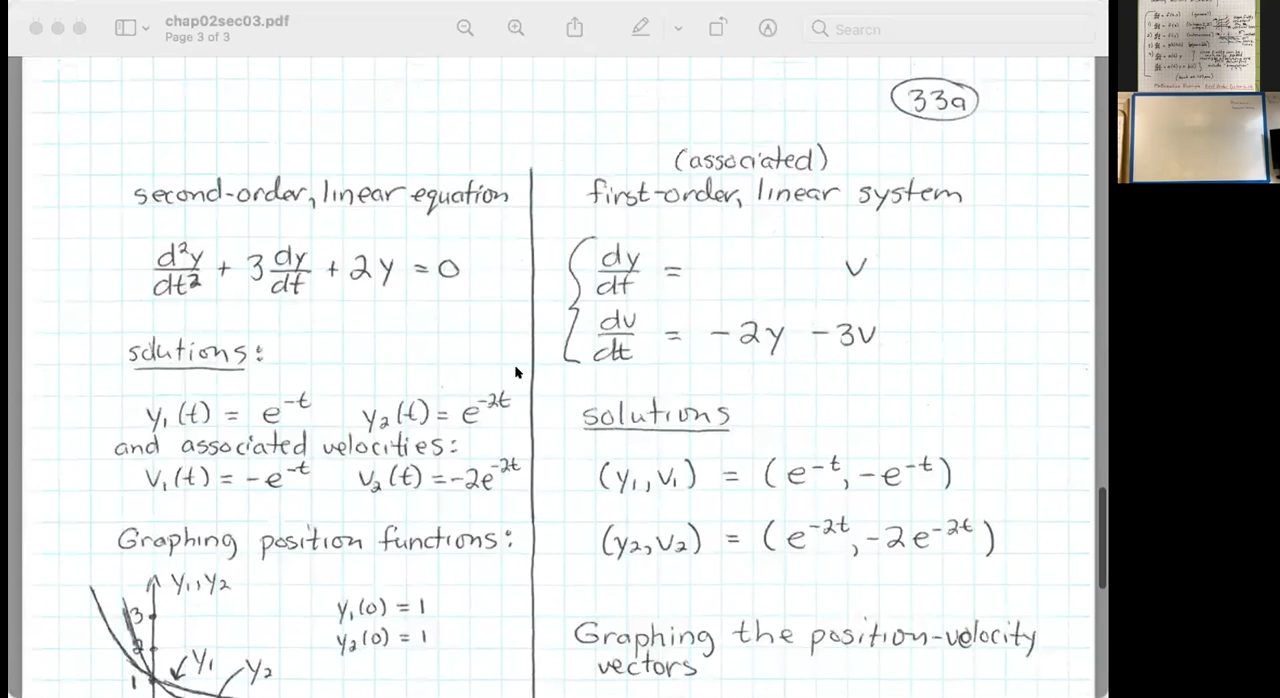 chap02sec03.pdf
Page 3 of 3
Search
33a
second-order, linear equation
d²y/dt² + 3 dy/dt + 2y = 0
solutions:
y₁(t) = e^{-t} y₂(t) = e^{-2t}
and associated velocities:
v₁(t) = -e^{-t} v₂(t) = -2e^{-2t}
Graphing position functions:
y₁, y₂
3
2
1
y₁
y₂
y₁(0) = 1
y₂(0) = 1
(associated)
first-order, linear system
dy/dt = v
dv/dt = -2y -3v
solutions
(y₁, v₁) = (e^{-t}, -e^{-t})
(y₂, v₂) = (e^{-2t}, -2e^{-2t})
Graphing the position-velocity
vectors